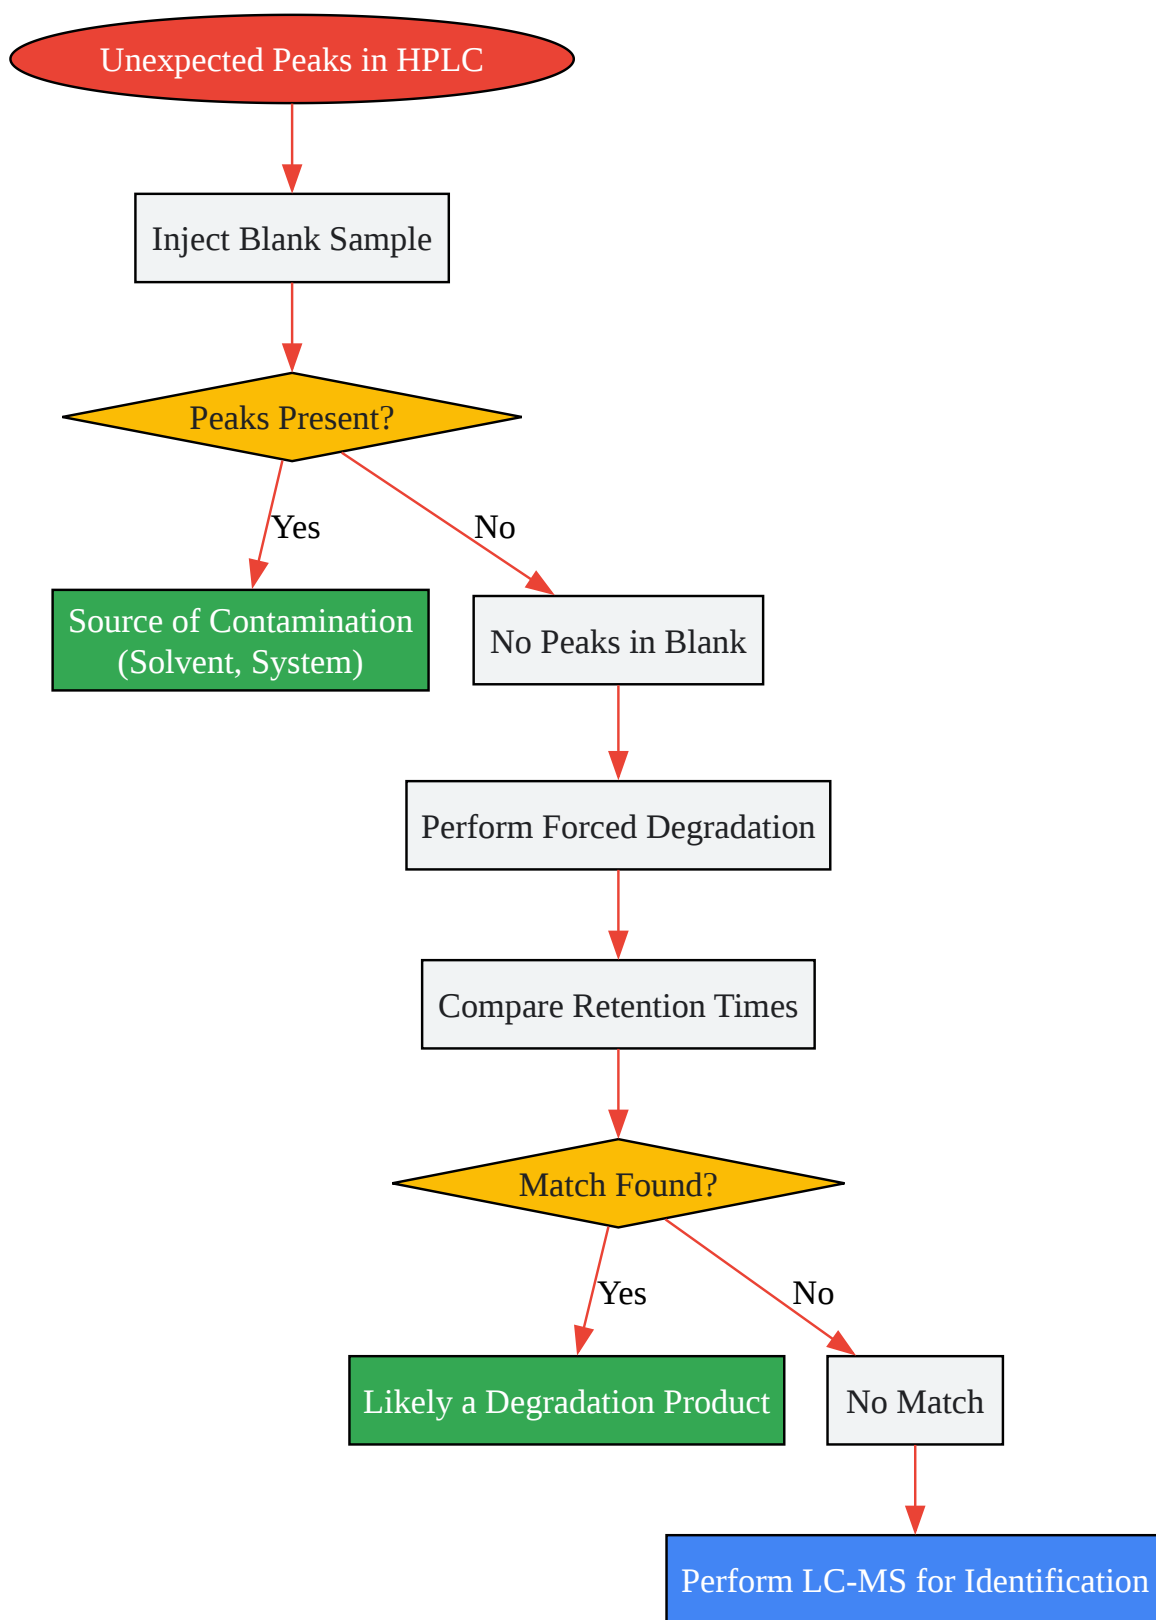 Unexpected Peaks in HPLC
Inject Blank Sample
Peaks Present?
Yes
No
Source of Contamination
(Solvent, System)
No Peaks in Blank
Perform Forced Degradation
Compare Retention Times
Match Found?
Yes
No
Likely a Degradation Product
No Match
Perform LC-MS for Identification